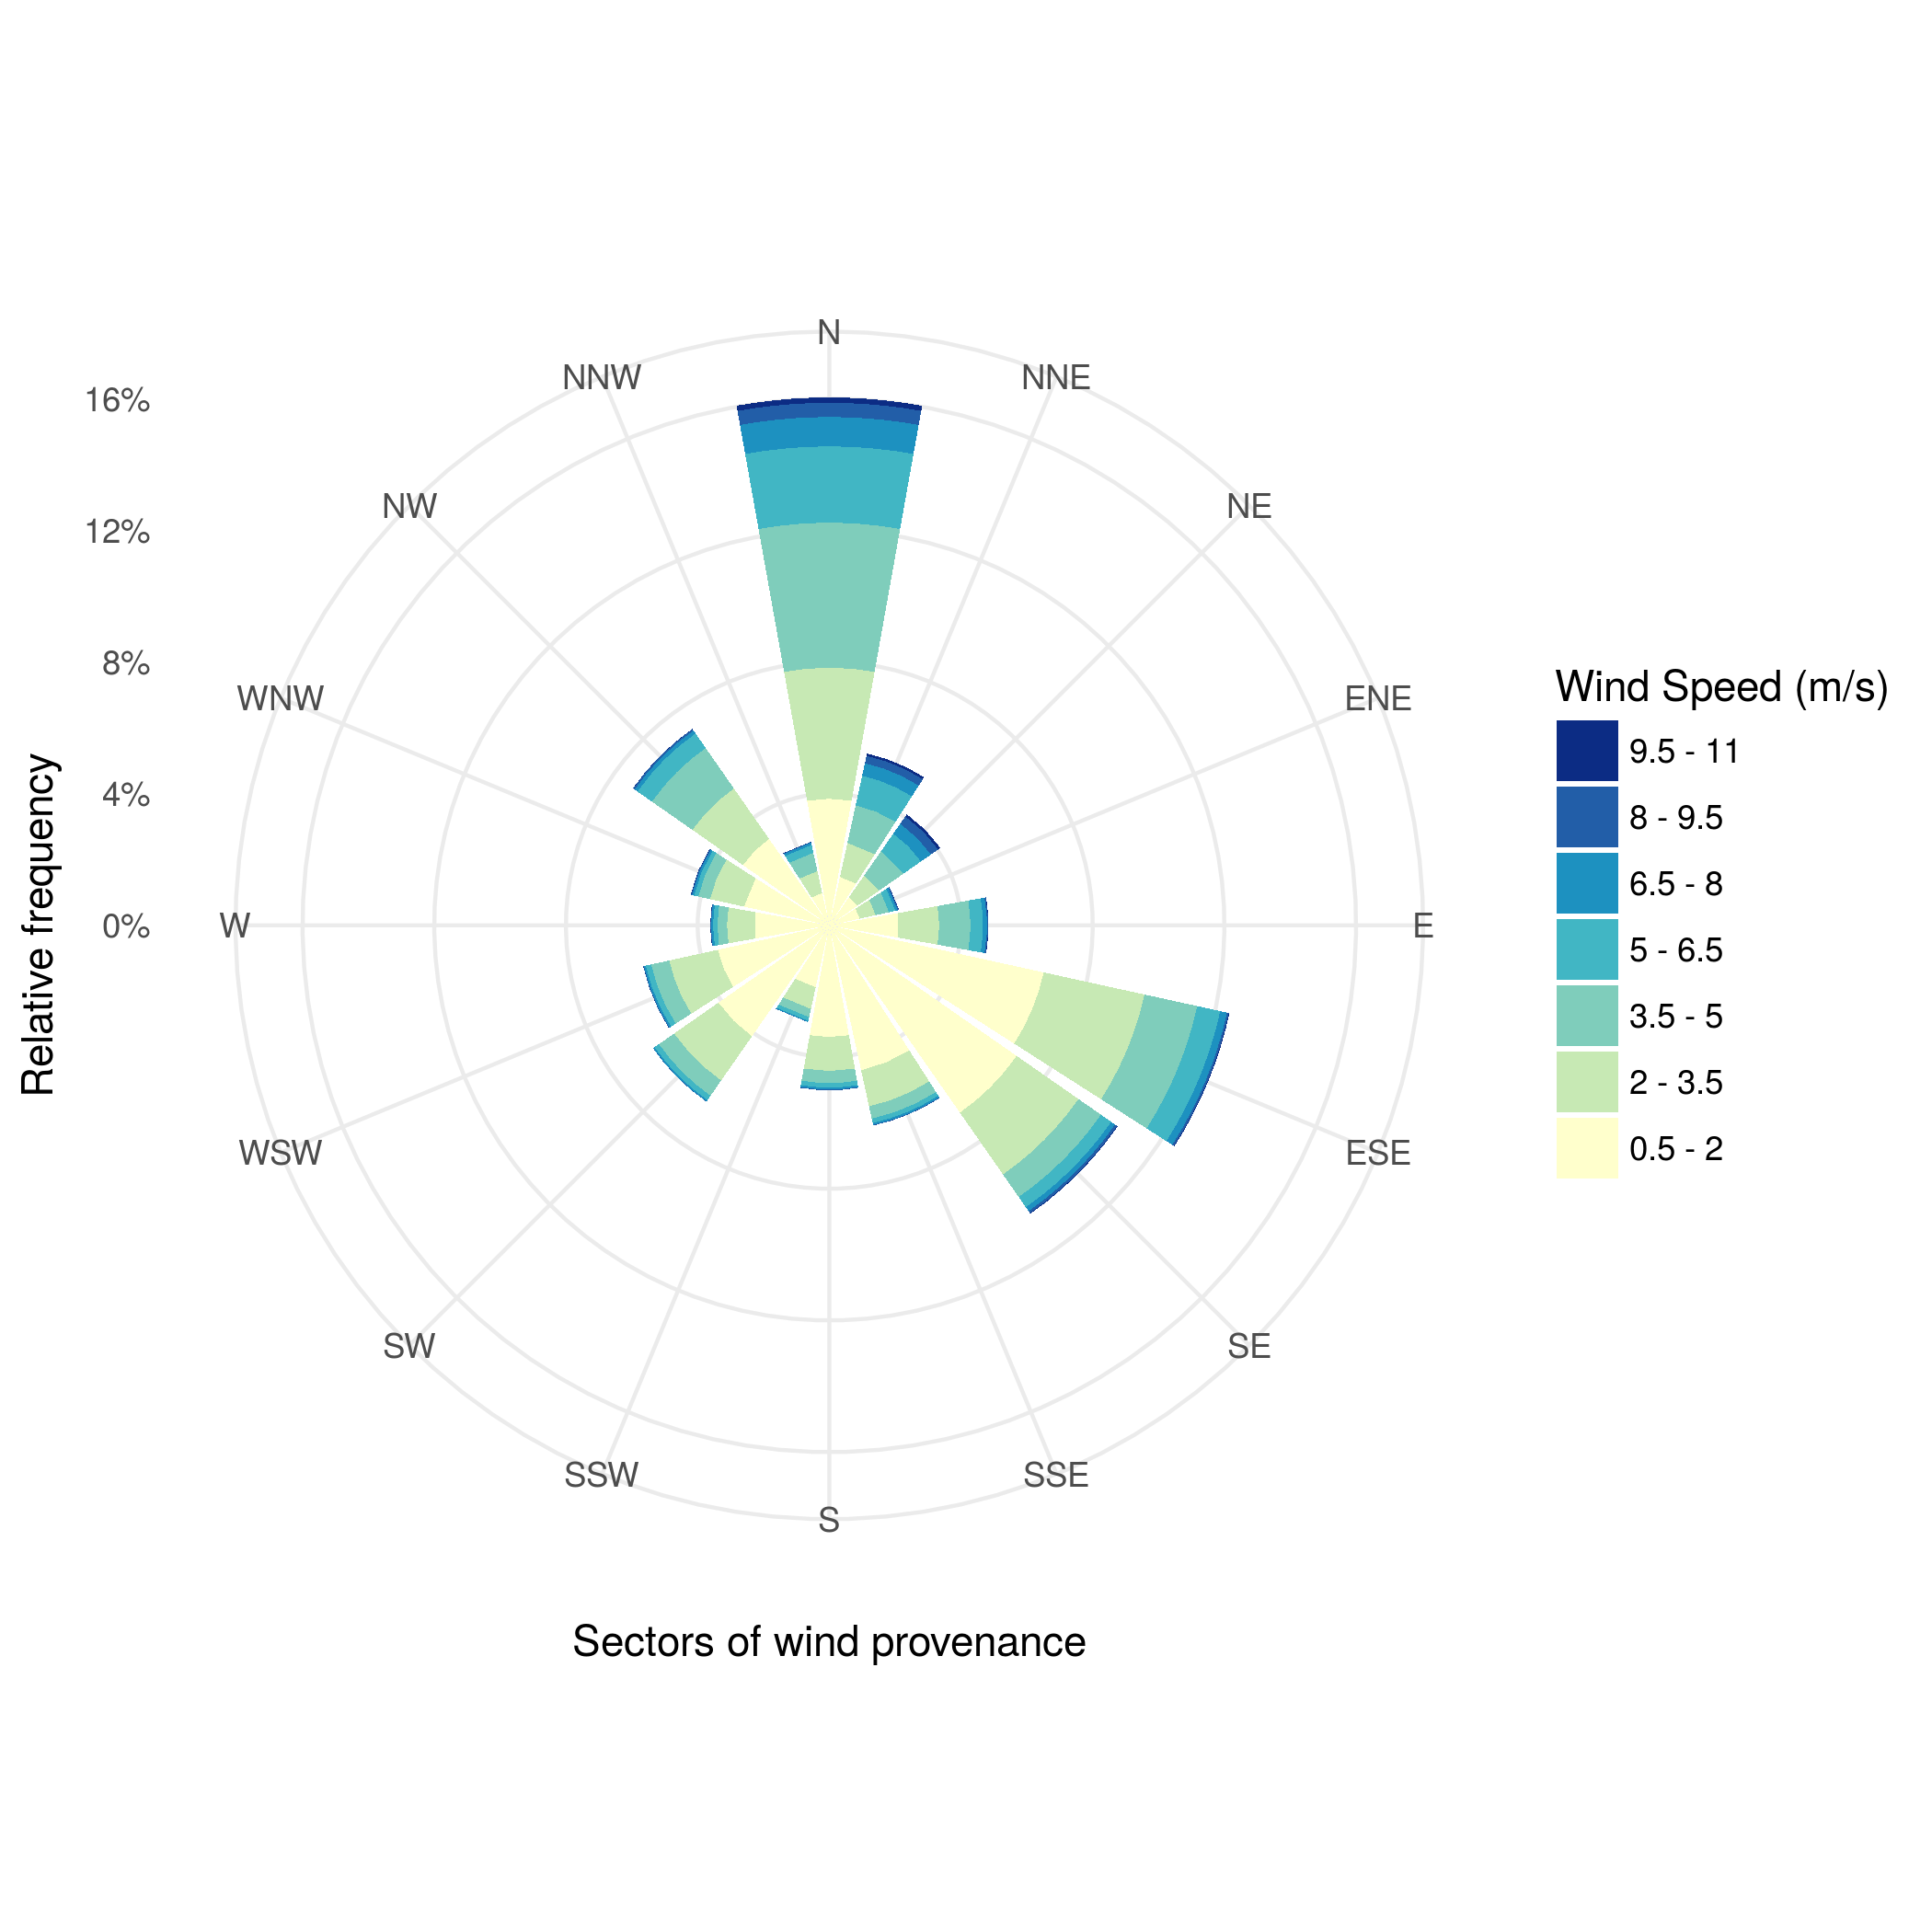 N
NNW
NNE
16%
NW
NE
12%
8%
Wind Speed (m/s)
WNW
ENE
9.5 - 11
4%
8 - 9.5
6.5 - 8
Relative frequency
0%
W
E
5 - 6.5
3.5 - 5
2 - 3.5
WSW
ESE
0.5 - 2
SW
SE
SSW
SSE
S
Sectors of wind provenance